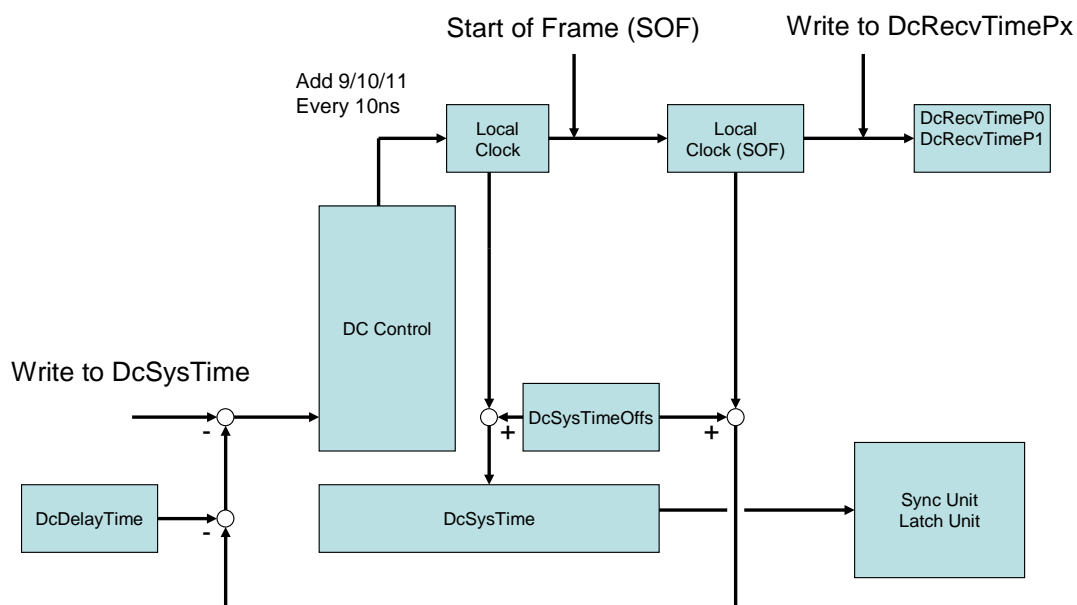 Start of Frame (SOF)
Write to DcRecvTimePx
Add 9/10/11
Every 10ns
Local
Clock
Local
Clock (SOF)
DcRecvTimeP0
DcRecvTimeP1
DC Control
Write to DcSysTime
-
+
DcSysTimeOffs
+
DcDelayTime
-
DcSysTime
Sync Unit
Latch Unit